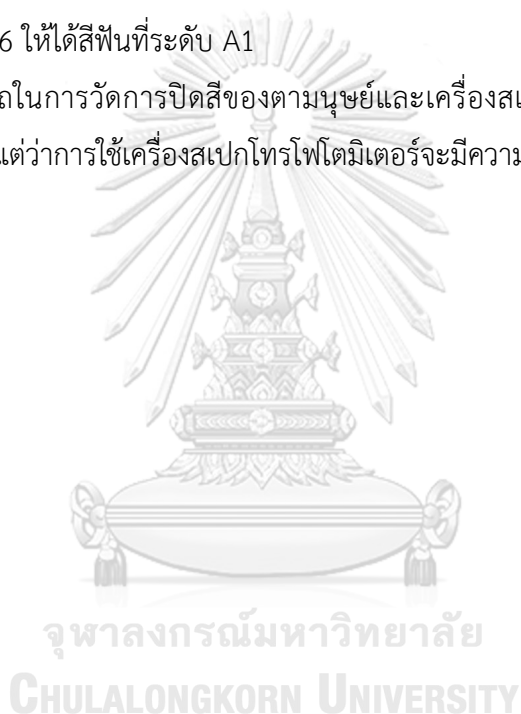 6 ให้ได้สีฟันที่ระดับ A1
ถในการวัดการปิดสีของตามนุษย์และเครื่องสเ
แต่ว่าการใช้เครื่องสเปกโทรโฟโตมิเตอร์จะมีความ
จุฬาลงกรณ์มหาวิทยาลัย
CHULALONGKORN UNIVERSITY